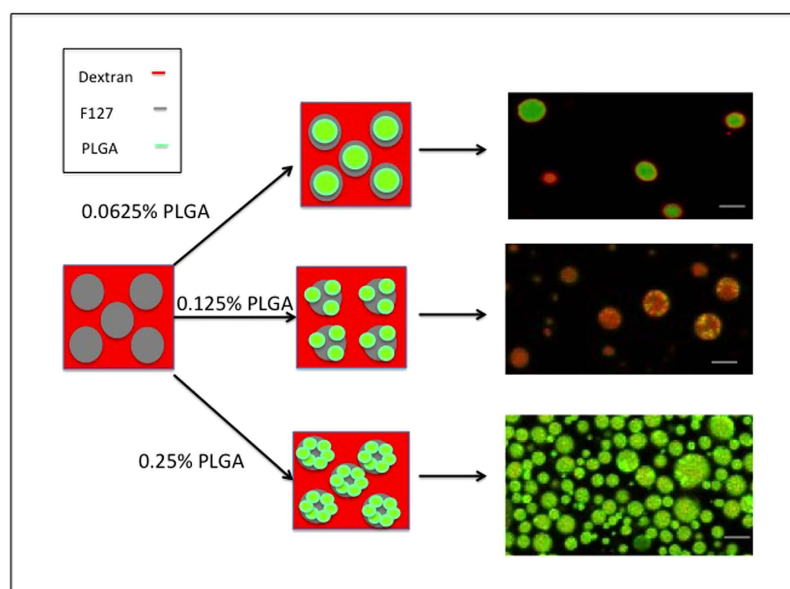 Dextran
F127
PLGA
0.0625% PLGA
0.125% PLGA
0.25% PLGA